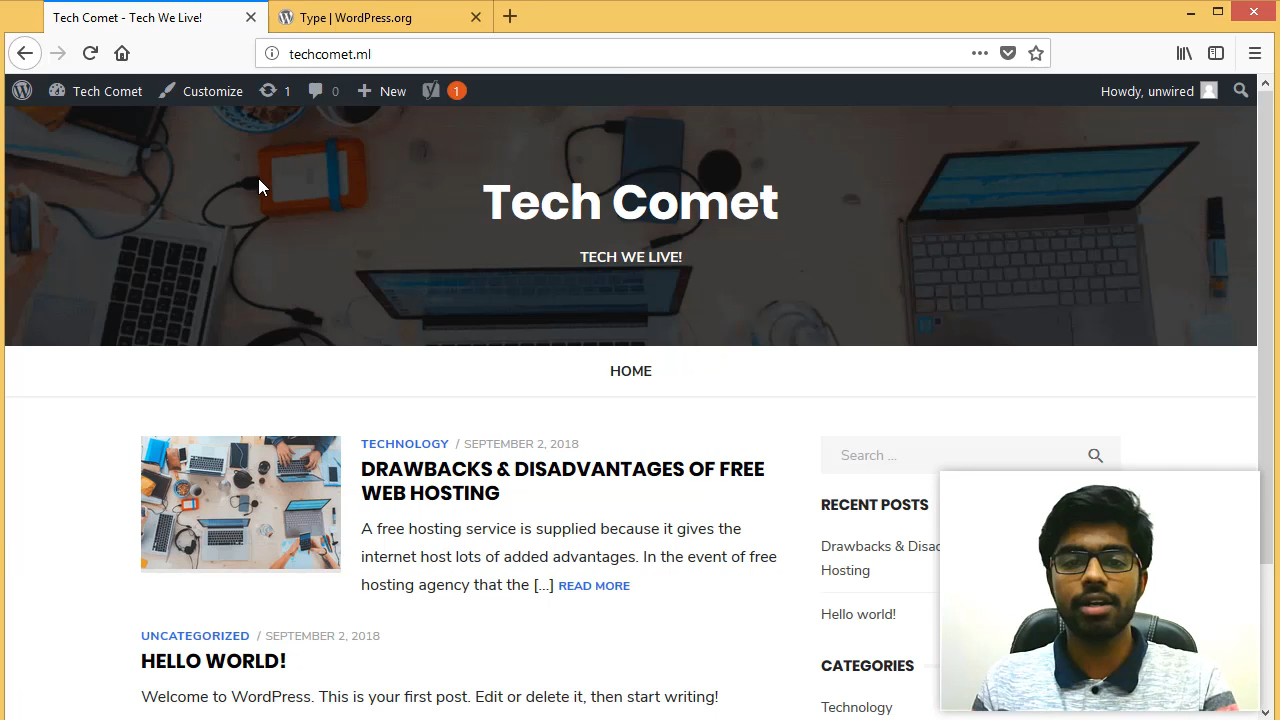 Tech Comet - Tech We Live!
Type | WordPress.org
techcomet.ml
Tech Comet
Customize
1
0
New
1
Howdy, unwired
Tech Comet
TECH WE LIVE!
HOME
TECHNOLOGY / SEPTEMBER 2, 2018
DRAWBACKS & DISADVANTAGES OF FREE
WEB HOSTING
A free hosting service is supplied because it gives the
internet host lots of added advantages. In the event of free
hosting agency that the [...] READ MORE
UNCATEGORIZED / SEPTEMBER 2, 2018
HELLO WORLD!
Welcome to WordPress. This is your first post. Edit or delete it, then start writing!
Search ...
RECENT POSTS
Drawbacks &
Hosting
Hello world!
CATEGORIES
Technology